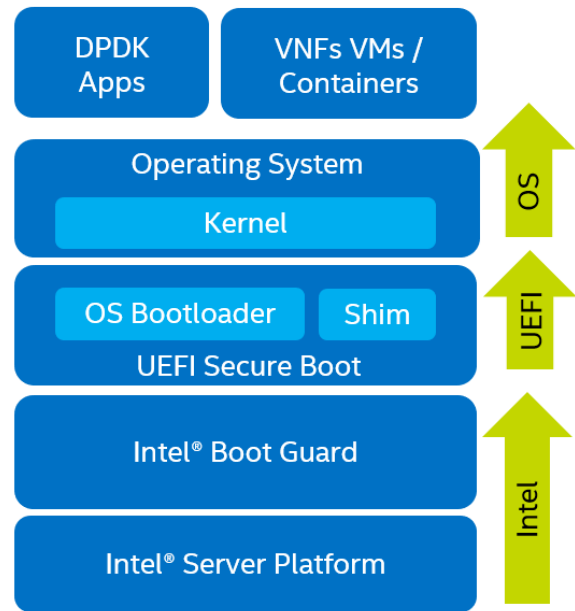 DPDK
Apps
VNFs VMs /
Containers
Operating System
Kernel
OS
OS Bootloader
Shim
UEFI Secure Boot
UEFI
Intel® Boot Guard
Intel® Server Platform
Intel